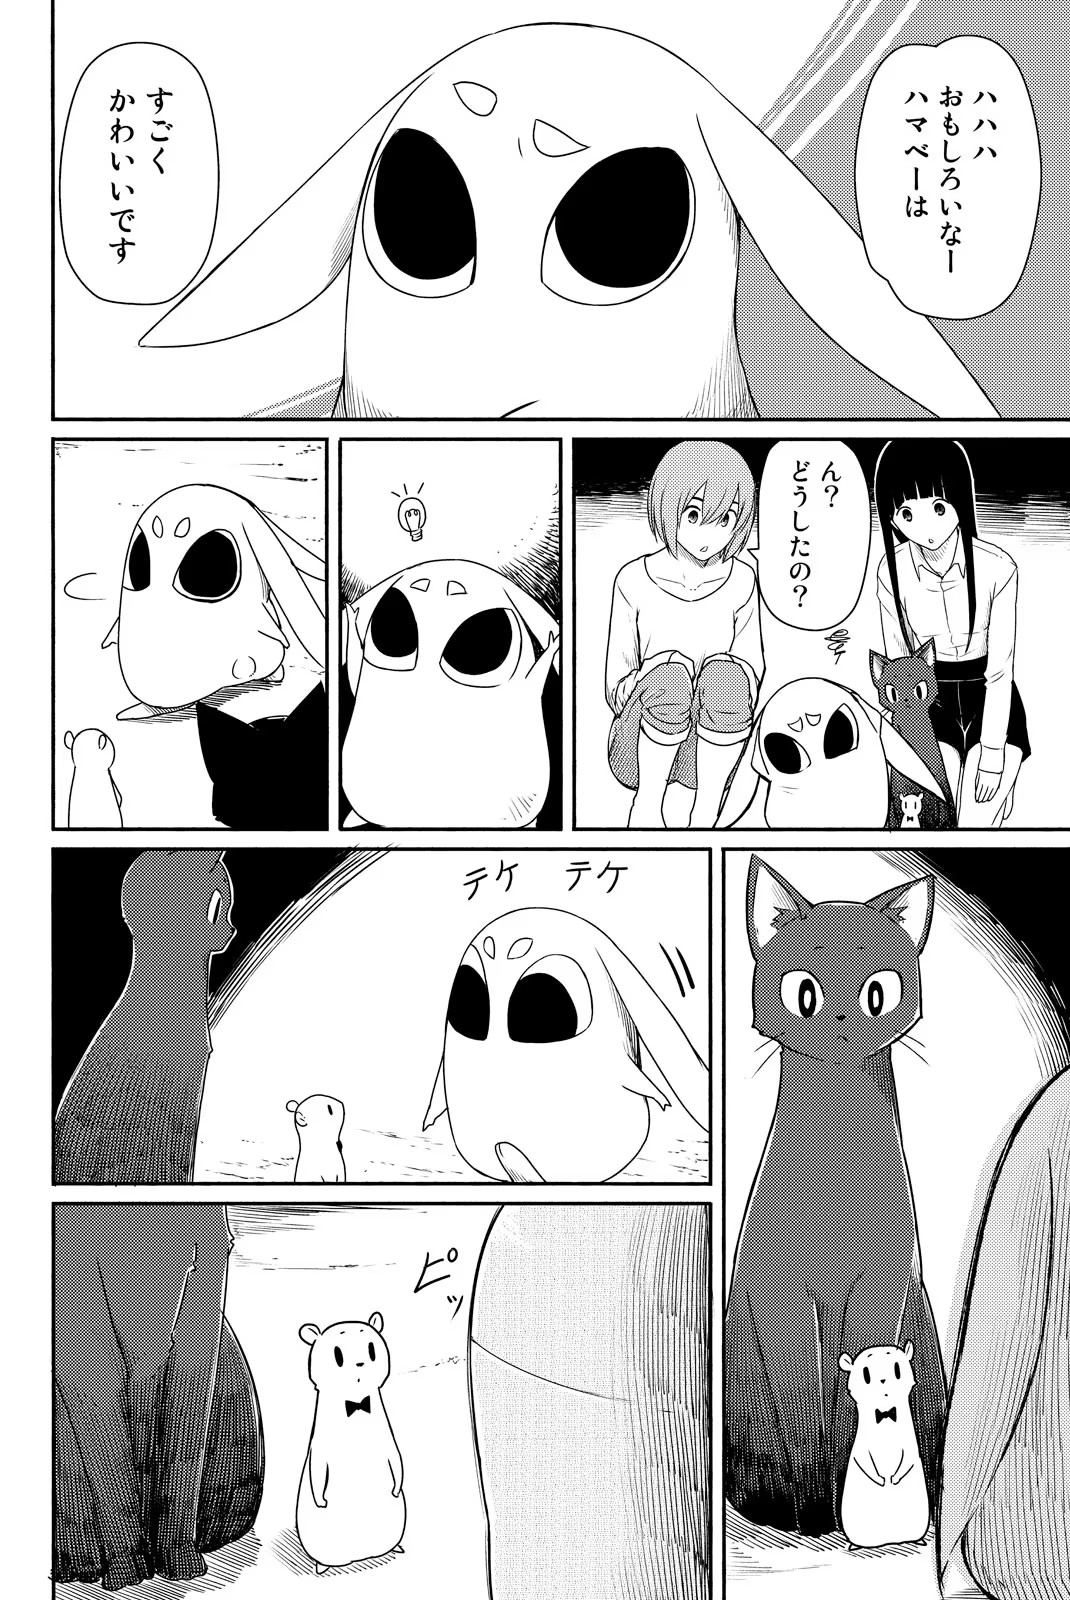 ハハハ
おもしろいなー
ハマベーは
すごく
かわいいです
ん?
どうしたの?
テケ テケ
ピッ